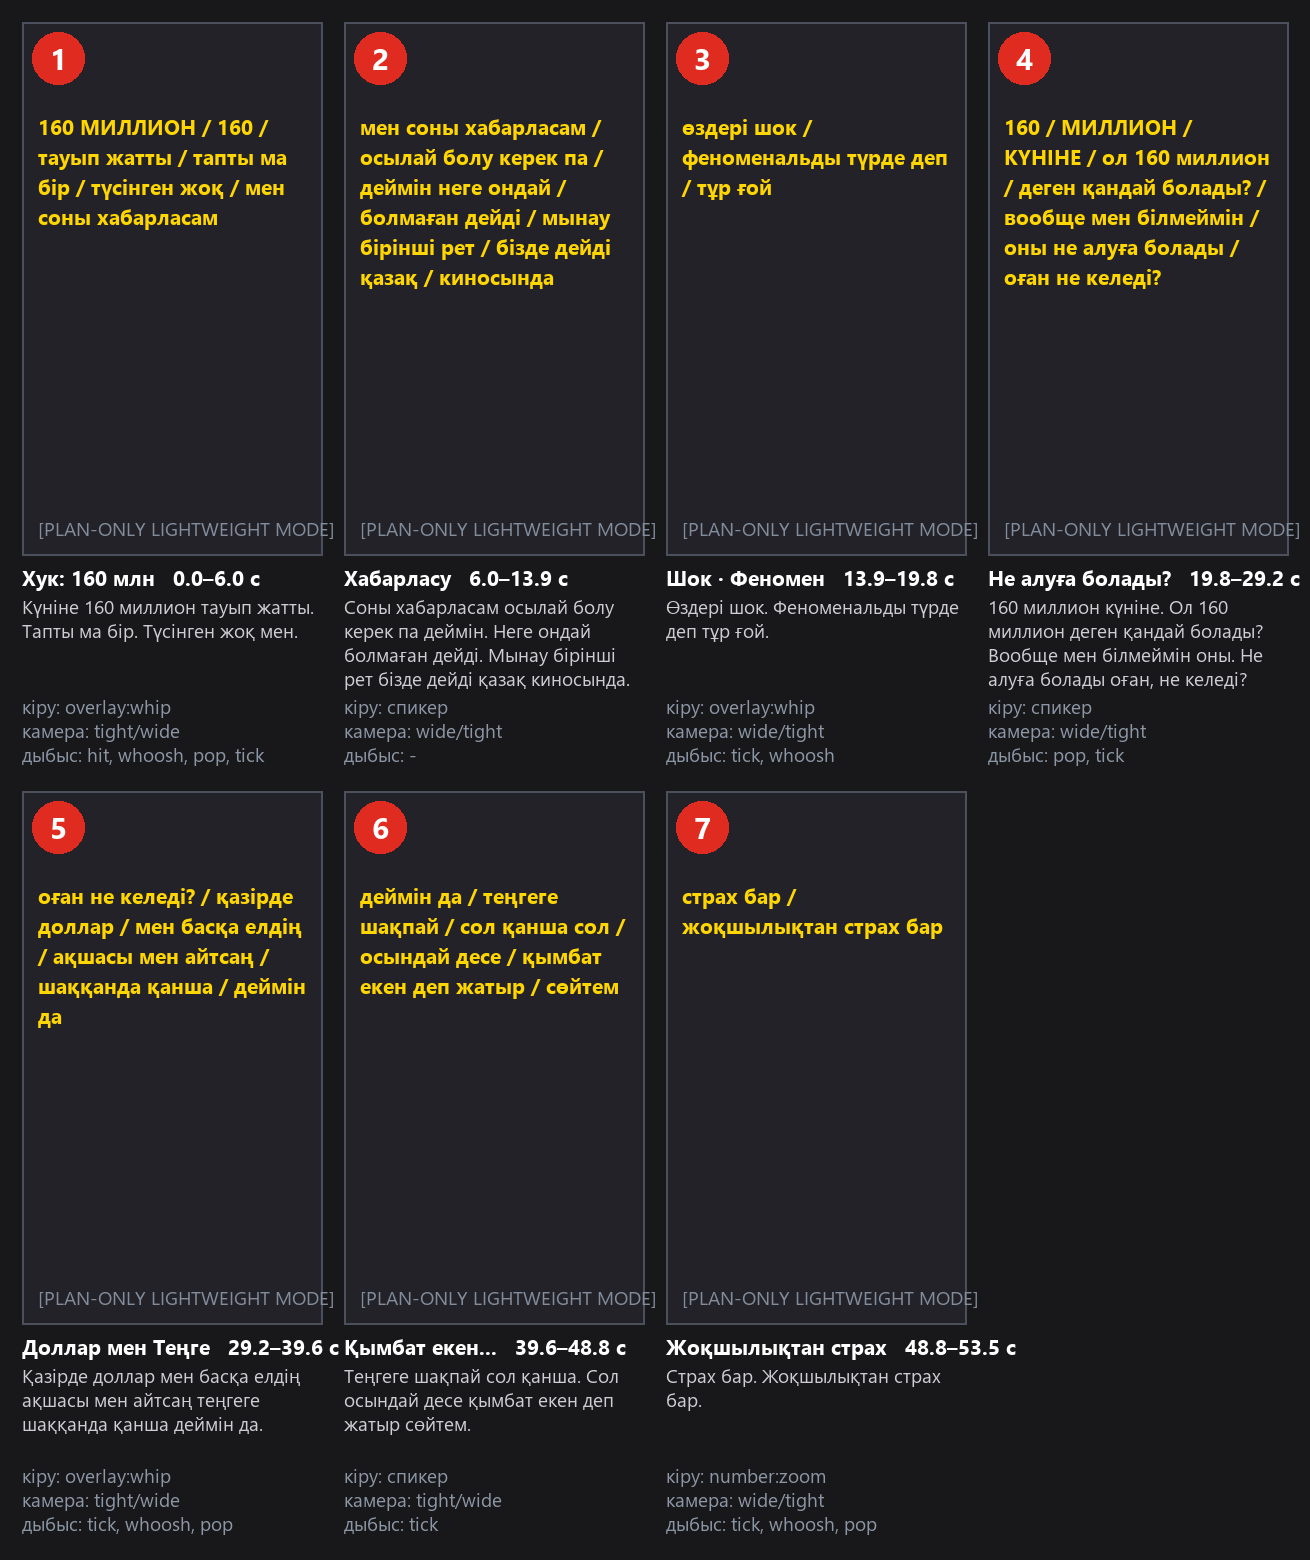 1
160 МИЛЛИОН / 160 /
тауып жатты / тапты ма
бір / түсінген жоқ / мен
соны хабарласам
[PLAN-ONLY LIGHTWEIGHT MODE]
Хук: 160 млн 0.0–6.0 с
Күніне 160 миллион тауып жатты.
Тапты ма бір. Түсінген жоқ мен.
кіру: overlay:whip
камера: tight/wide
дыбыс: hit, whoosh, pop, tick
2
мен соны хабарласам /
осылай болу керек па /
деймін неге ондай /
болмаған дейді / мынау
бірінші рет / бізде дейді
қазақ / киносында
[PLAN-ONLY LIGHTWEIGHT MODE]
Хабарласу 6.0–13.9 с
Соны хабарласам осылай болу
керек па деймін. Неге ондай
болмаған дейді. Мынау бірінші
рет бізде дейді қазақ киносында.
кіру: спикер
камера: wide/tight
дыбыс: -
3
өздері шок /
феноменальды түрде деп
/ тұр ғой
[PLAN-ONLY LIGHTWEIGHT MODE]
Шок · Феномен 13.9–19.8 с
Өздері шок. Феноменальды түрде
деп тұр ғой.
кіру: overlay:whip
камера: wide/tight
дыбыс: tick, whoosh
4
160 / МИЛЛИОН /
КҮНІНЕ / ол 160 миллион
/ деген қандай болады? /
вообще мен білмеймін /
оны не алуға болады /
оған не келеді?
[PLAN-ONLY LIGHTWEIGHT MODE]
Не алуға болады? 19.8–29.2 с
160 миллион күніне. Ол 160
миллион деген қандай болады?
Вообще мен білмеймін оны. Не
алуға болады оған, не келеді?
кіру: спикер
камера: wide/tight
дыбыс: pop, tick
5
оған не келеді? / қазірде
доллар / мен басқа елдің
/ ақшасы мен айтсаң /
шаққанда қанша / деймін
да
[PLAN-ONLY LIGHTWEIGHT MODE]
Доллар мен Теңге 29.2–39.6 с
Қазірде доллар мен басқа елдің
ақшасы мен айтсаң теңгеге
шаққанда қанша деймін да.
кіру: overlay:whip
камера: tight/wide
дыбыс: tick, whoosh, pop
6
деймін да / теңгеге
шақпай / сол қанша сол /
осындай десе / қымбат
екен деп жатыр / сөйтем
[PLAN-ONLY LIGHTWEIGHT MODE]
Қымбат екен... 39.6–48.8 с
Теңгеге шақпай сол қанша. Сол
осындай десе қымбат екен деп
жатыр сөйтем.
кіру: спикер
камера: tight/wide
дыбыс: tick
7
страх бар /
жоқшылықтан страх бар
[PLAN-ONLY LIGHTWEIGHT MODE]
Жоқшылықтан страх 48.8–53.5 с
Страх бар. Жоқшылықтан страх
бар.
кіру: number:zoom
камера: wide/tight
дыбыс: tick, whoosh, pop